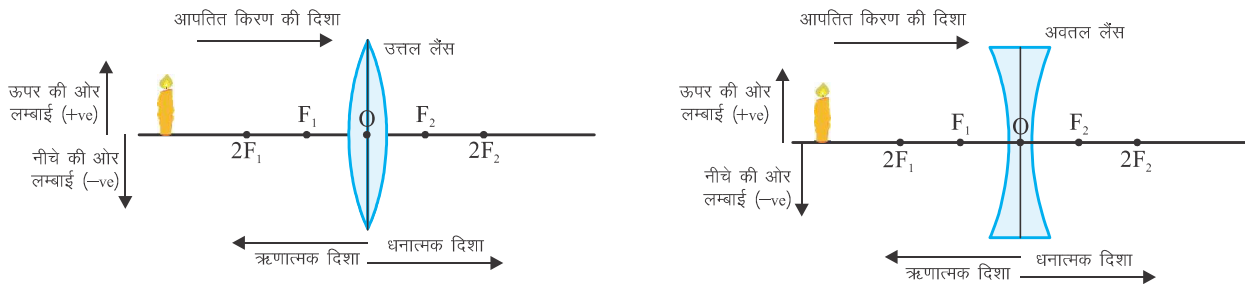 आपतित किरण की दिशा
उत्तल लैंस
ऊपर की ओर
लम्बाई (+ve)
F₁
O
F₂
2F₁
2F₂
नीचे की ओर
लम्बाई (–ve)
ऋणात्मक दिशा
धनात्मक दिशा
आपतित किरण की दिशा
अवतल लैंस
ऊपर की ओर
लम्बाई (+ve)
F₁
O
F₂
2F₁
2F₂
नीचे की ओर
लम्बाई (–ve)
ऋणात्मक दिशा
धनात्मक दिशा